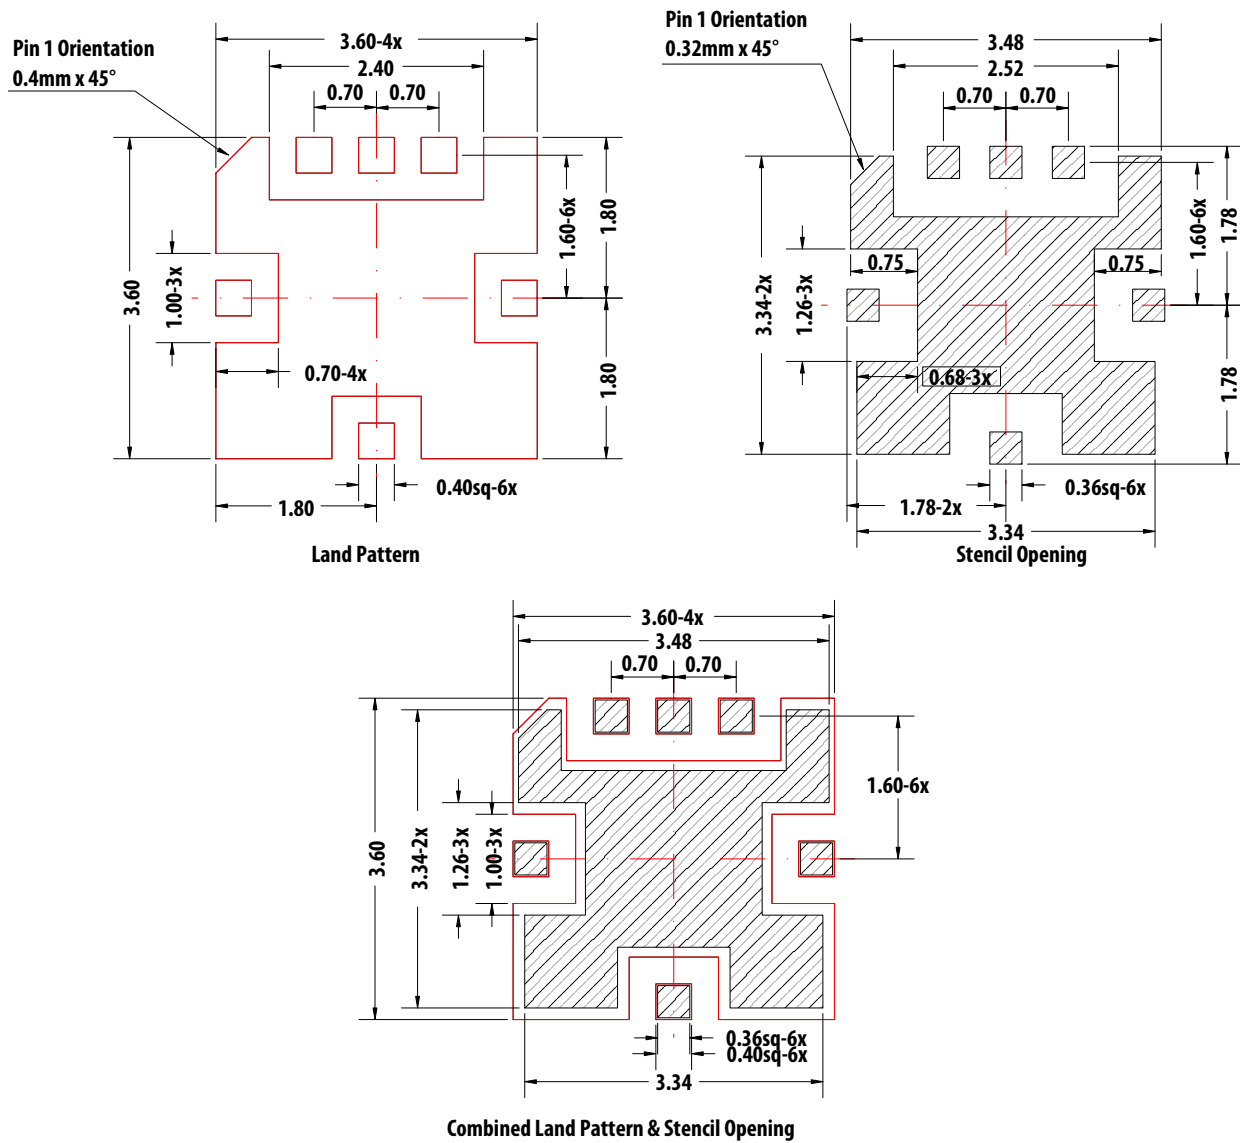 Pin 1 Orientation
0.4mm x 45°
3.60-4x
2.40
0.70
0.70
3.60
1.00-3x
0.70-4x
1.60-6x
1.80
1.80
1.80
0.40sq-6x
Land Pattern
Pin 1 Orientation
0.32mm x 45°
3.48
2.52
0.70
0.70
3.34-2x
1.26-3x
0.75
0.75
1.60-6x
1.78
1.78
0.68-3x
0.36sq-6x
1.78-2x
3.34
Stencil Opening
3.60-4x
3.48
0.70
0.70
3.60
3.34-2x
1.26-3x
1.00-3x
1.60-6x
0.36sq-6x
0.40sq-6x
3.34
Combined Land Pattern & Stencil Opening